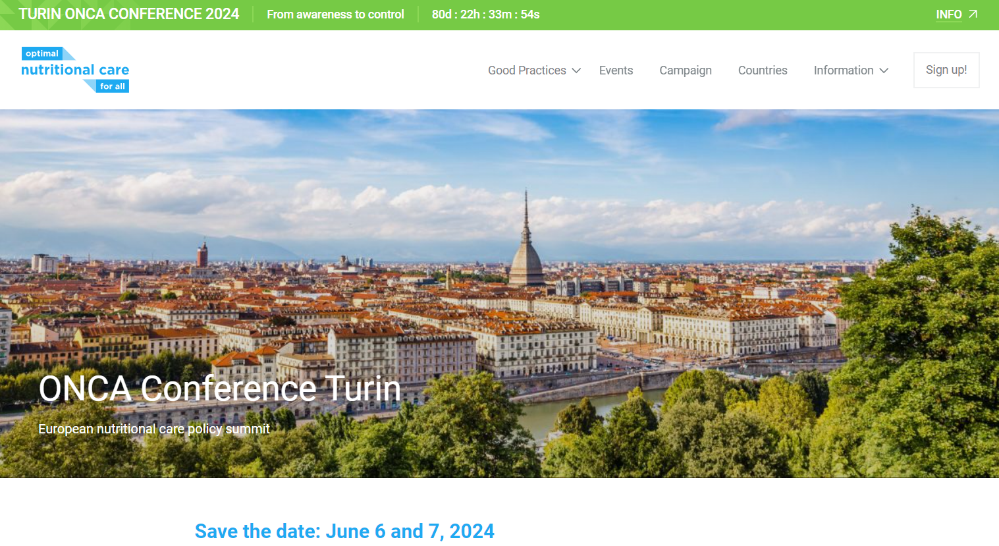 TURIN ONCA CONFERENCE 2024 From awareness to control 80d : 22h : 33m : 54s INFO
optimal
nutritional care
for all
Good Practices Events Campaign Countries Information Sign up!
ONCA Conference Turin
European nutritional care policy summit
Save the date: June 6 and 7, 2024